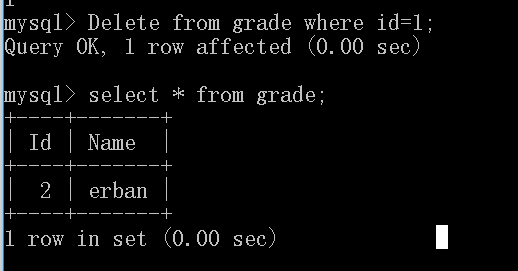 mysql> Delete from grade where id=1;
Query OK, 1 row affected (0.00 sec)
mysql> select * from grade;
+----+-------+
| Id | Name  |
+----+-------+
|  2 | erban |
+----+-------+
1 row in set (0.00 sec)